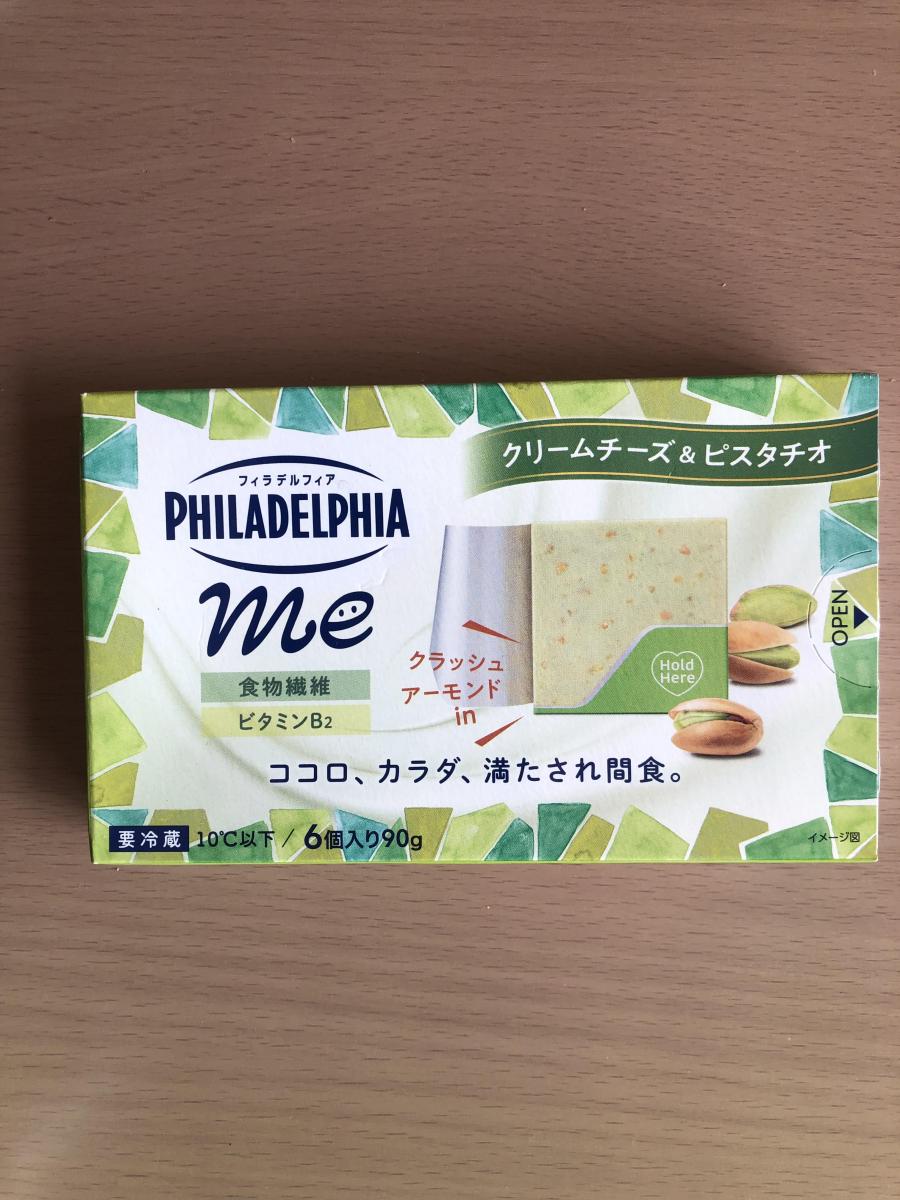 クリームチーズ&ピスタチオ
フィラデルフィア
PHILADELPHIA
me
食物繊維
ビタミンB2
クラッシュ
アーモンド
in
Hold
Here
OPEN
ココロ、カラダ、満たされ間食。
要冷蔵 10℃以下 / 6個入り90g
イメージ図